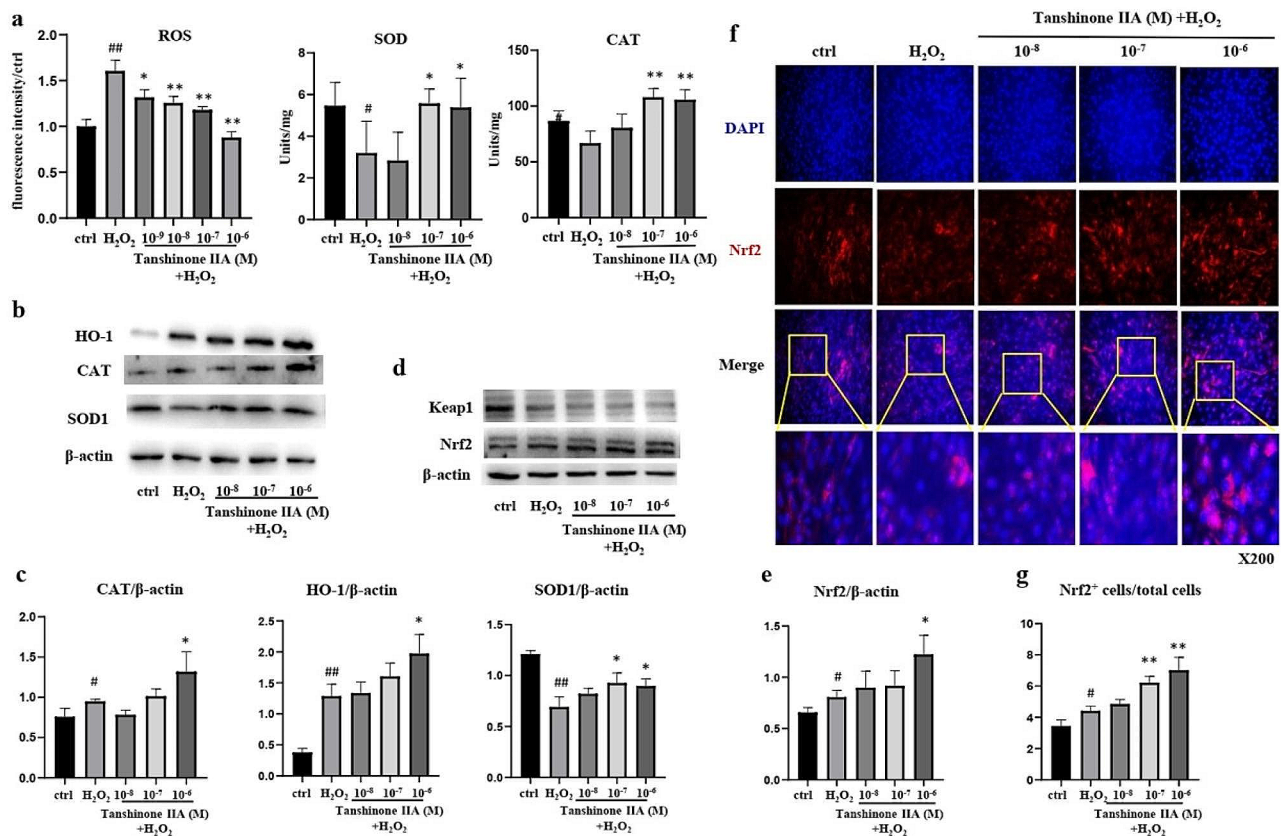 a
ROS
fluorescence intensity/ctrl
2.0
1.5
1.0
0.5
0.0
##
*
**
**
**
ctrl H₂O₂ 10⁻⁹ 10⁻⁸ 10⁻⁷ 10⁻⁶
Tanshinone IIA (M)
+H₂O₂
SOD
Units/mg
8
6
4
2
0
#
*
*
ctrl H₂O₂ 10⁻⁸ 10⁻⁷ 10⁻⁶
Tanshinone IIA (M)
+H₂O₂
CAT
Units/mg
150
100
50
0
#
**
**
ctrl H₂O₂ 10⁻⁸ 10⁻⁷ 10⁻⁶
Tanshinone IIA (M)
+H₂O₂
b
HO-1
CAT
SOD1
β-actin
ctrl H₂O₂ 10⁻⁸ 10⁻⁷ 10⁻⁶
Tanshinone IIA (M)
+H₂O₂
d
Keap1
Nrf2
β-actin
ctrl H₂O₂ 10⁻⁸ 10⁻⁷ 10⁻⁶
Tanshinone IIA (M)
+H₂O₂
f
Tanshinone IIA (M) +H₂O₂
ctrl H₂O₂ 10⁻⁸ 10⁻⁷ 10⁻⁶
DAPI
Nrf2
Merge
X200
c
CAT/β-actin
2.0
1.5
1.0
0.5
0.0
#
*
ctrl H₂O₂ 10⁻⁸ 10⁻⁷ 10⁻⁶
Tanshinone IIA (M)
+H₂O₂
HO-1/β-actin
2.5
2.0
1.5
1.0
0.5
0.0
##
*
ctrl H₂O₂ 10⁻⁸ 10⁻⁷ 10⁻⁶
Tanshinone IIA (M)
+H₂O₂
SOD1/β-actin
1.5
1.0
0.5
0.0
##
*
*
ctrl H₂O₂ 10⁻⁸ 10⁻⁷ 10⁻⁶
Tanshinone IIA (M)
+H₂O₂
e
Nrf2/β-actin
1.5
1.0
0.5
0.0
#
*
ctrl H₂O₂ 10⁻⁸ 10⁻⁷ 10⁻⁶
Tanshinone IIA (M)
+H₂O₂
g
Nrf2⁺ cells/total cells
10
8
6
4
2
0
#
**
**
ctrl H₂O₂ 10⁻⁸ 10⁻⁷ 10⁻⁶
Tanshinone IIA (M)
+H₂O₂